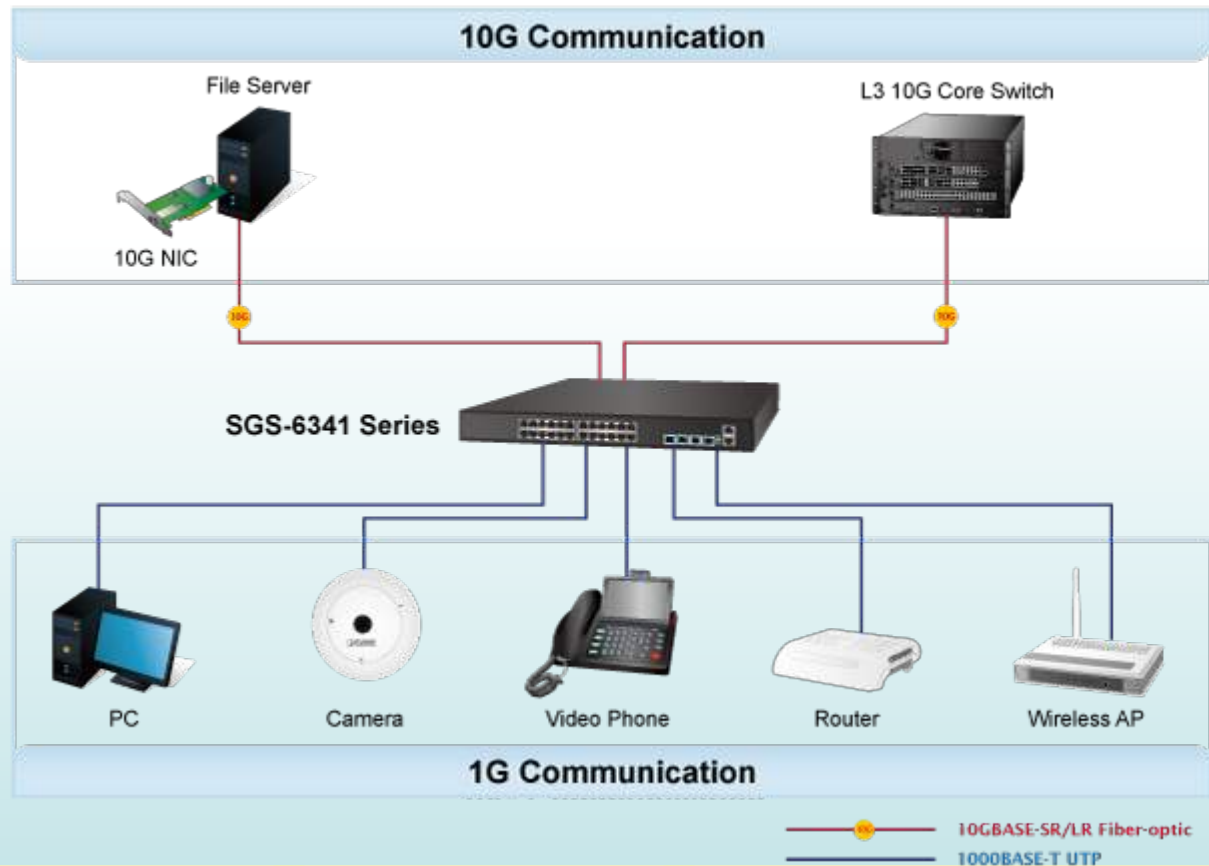 10G Communication
File Server
L3 10G Core Switch
10G NIC
10G
10G
SGS-6341 Series
PC
Camera
Video Phone
Router
Wireless AP
1G Communication
10G
10GBASE-SR/LR Fiber-optic
1000BASE-T UTP